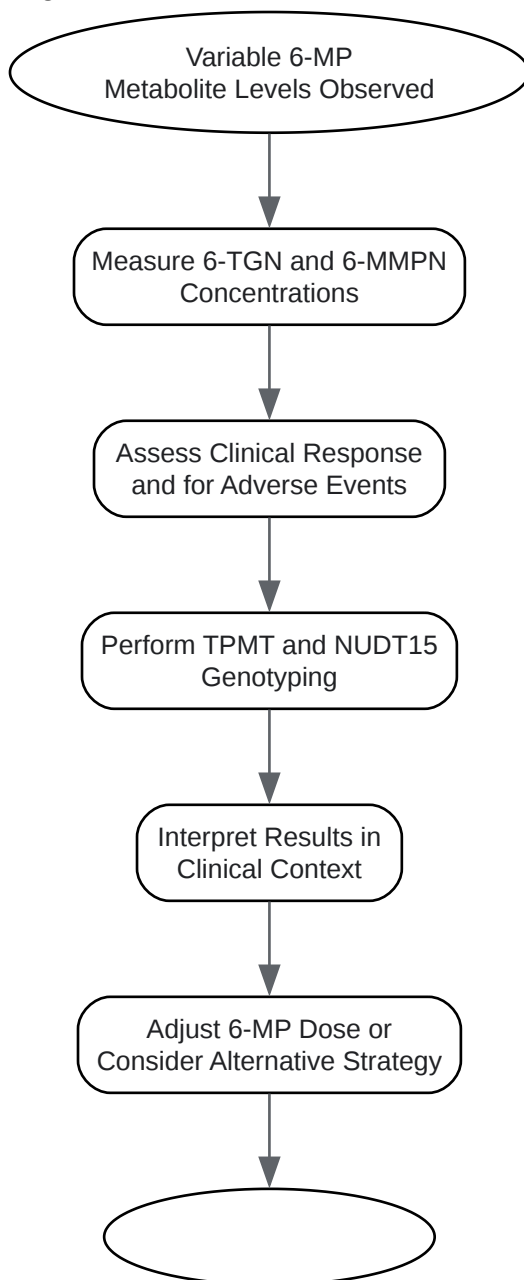 Variable 6-MP
Metabolite Levels Observed
Measure 6-TGN and 6-MMPN
Concentrations
Assess Clinical Response
and for Adverse Events
Perform TPMT and NUDT15
Genotyping
Interpret Results in
Clinical Context
Adjust 6-MP Dose or
Consider Alternative Strategy